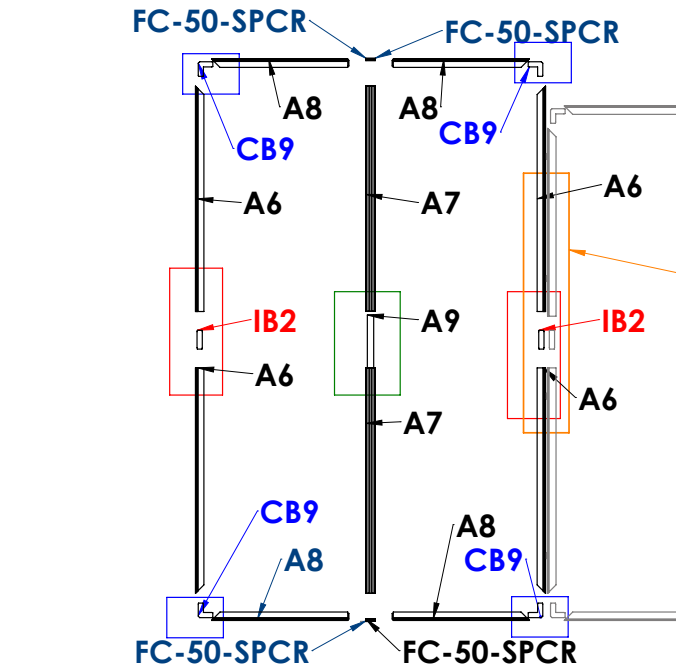 FC-50-SPCR
FC-50-SPCR
A8
A8
CB9
CB9
A6
A7
A6
IB2
A9
IB2
A6
A6
A7
CB9
A8
A8
CB9
FC-50-SPCR
FC-50-SPCR